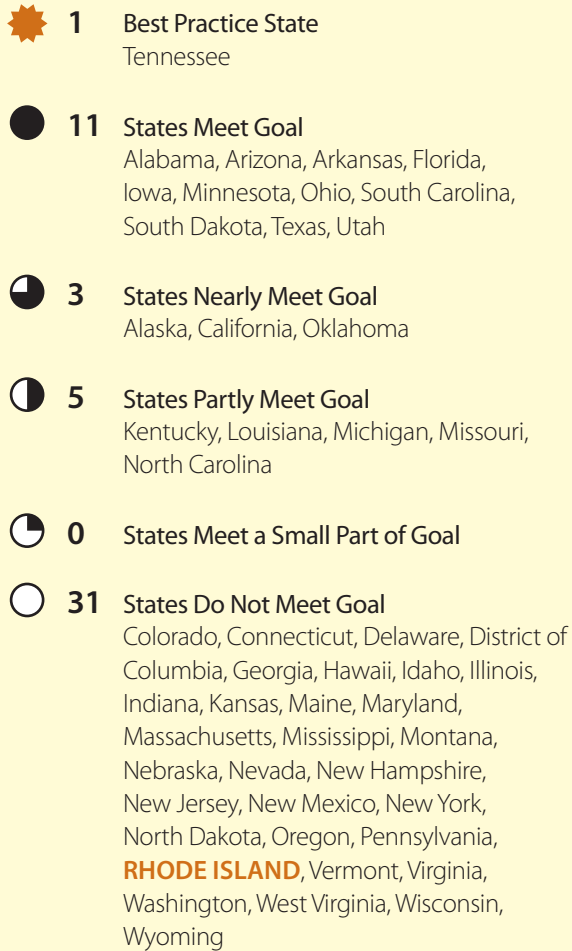 1 Best Practice State
Tennessee
11 States Meet Goal
Alabama, Arizona, Arkansas, Florida,
Iowa, Minnesota, Ohio, South Carolina,
South Dakota, Texas, Utah
3 States Nearly Meet Goal
Alaska, California, Oklahoma
5 States Partly Meet Goal
Kentucky, Louisiana, Michigan, Missouri,
North Carolina
0 States Meet a Small Part of Goal
31 States Do Not Meet Goal
Colorado, Connecticut, Delaware, District of
Columbia, Georgia, Hawaii, Idaho, Illinois,
Indiana, Kansas, Maine, Maryland,
Massachusetts, Mississippi, Montana,
Nebraska, Nevada, New Hampshire,
New Jersey, New Mexico, New York,
North Dakota, Oregon, Pennsylvania,
RHODE ISLAND, Vermont, Virginia,
Washington, West Virginia, Wisconsin,
Wyoming